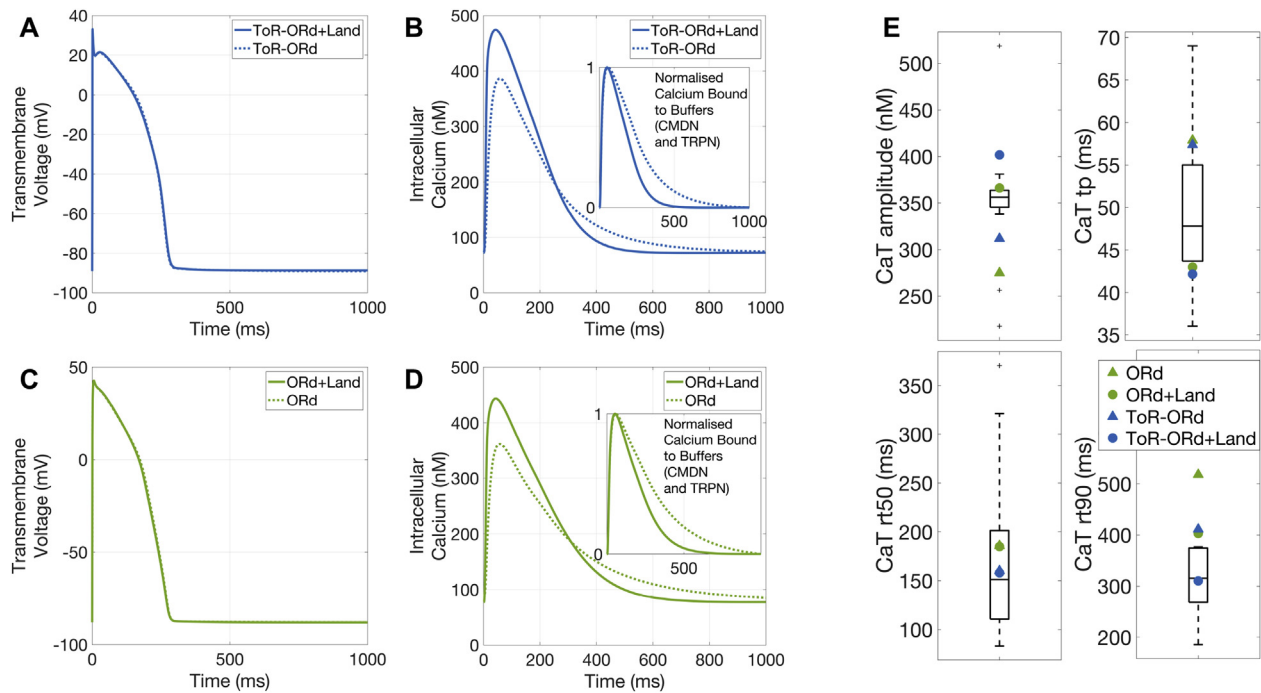 A
40
20
0
-20
-40
-60
-80
-100
Transmembrane
Voltage (mV)
ToR-ORd+Land
ToR-ORd
0
500
1000
Time (ms)
B
500
400
300
200
100
0
Intracellular
Calcium (nM)
ToR-ORd+Land
ToR-ORd
1
0
Normalised
Calcium Bound
to Buffers
(CMDN
and TRPN)
500
1000
0
200
400
600
800
1000
Time (ms)
C
50
0
-50
-100
Transmembrane
Voltage (mV)
ORd+Land
ORd
0
500
1000
Time (ms)
D
500
400
300
200
100
0
Intracellular
Calcium (nM)
ORd+Land
ORd
1
0
Normalised
Calcium Bound
to Buffers
(CMDN
and TRPN)
500
0
200
400
600
800
1000
Time (ms)
E
500
450
400
350
300
250
CaT amplitude (nM)
70
65
60
55
50
45
40
35
CaT tp (ms)
350
300
250
200
150
100
CaT rt50 (ms)
ORd
ORd+Land
ToR-ORd
ToR-ORd+Land
500
400
300
200
CaT rt90 (ms)